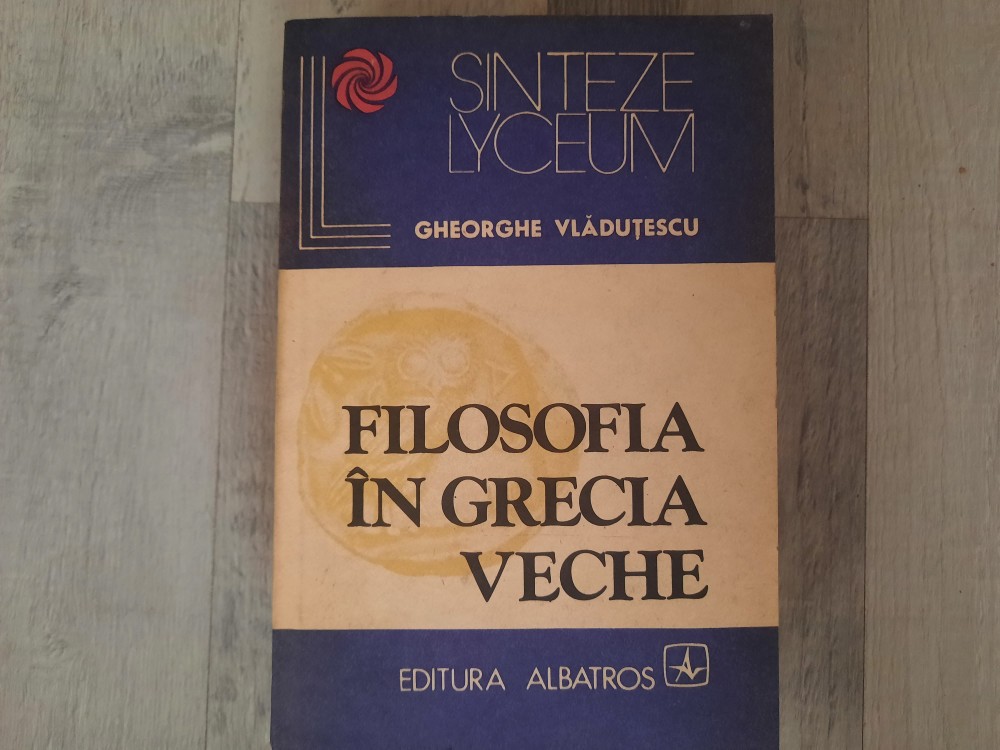 SINTEZE
LYCEUM
GHEORGHE VLĂDUȚESCU
FILOSOFIA
ÎN GRECIA
VECHE
EDITURA ALBATROS